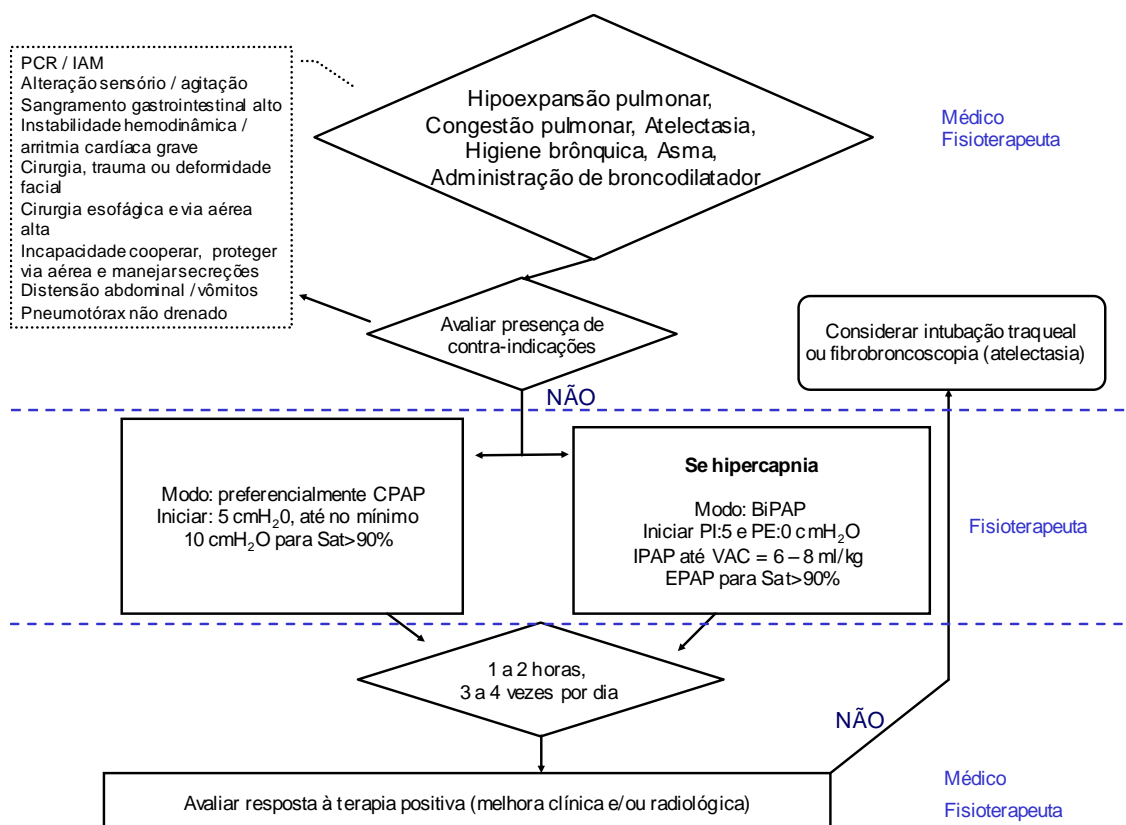 PCR / IAM
Alteração sensório / agitação
Sangramento gastrointestinal alto
Instabilidade hemodinâmica /
arritmia cardíaca grave
Cirurgia, trauma ou deformidade
facial
Cirurgia esofágica e via aérea
alta
Incapacidade cooperar, proteger
via aérea e manejar secreções
Distensão abdominal / vômitos
Pneumotórax não drenado
Hipoexpansão pulmonar,
Congestão pulmonar, Atelectasia,
Higiene brônquica, Asma,
Administração de broncodilatador
Médico
Fisioterapeuta
Avaliar presença de
contra-indicações
Considerar intubação traqueal
ou fibrobroncoscopia (atelectasia)
NÃO
Modo: preferencialmente CPAP
Iniciar: 5 cmH₂0, até no mínimo
10 cmH₂O para Sat>90%
Se hipercapnia
Modo: BiPAP
Iniciar PI:5 e PE:0 cmH₂O
IPAP até VAC = 6 – 8 ml/kg
EPAP para Sat>90%
Fisioterapeuta
1 a 2 horas,
3 a 4 vezes por dia
NÃO
Avaliar resposta à terapia positiva (melhora clínica e/ou radiológica)
Médico
Fisioterapeuta